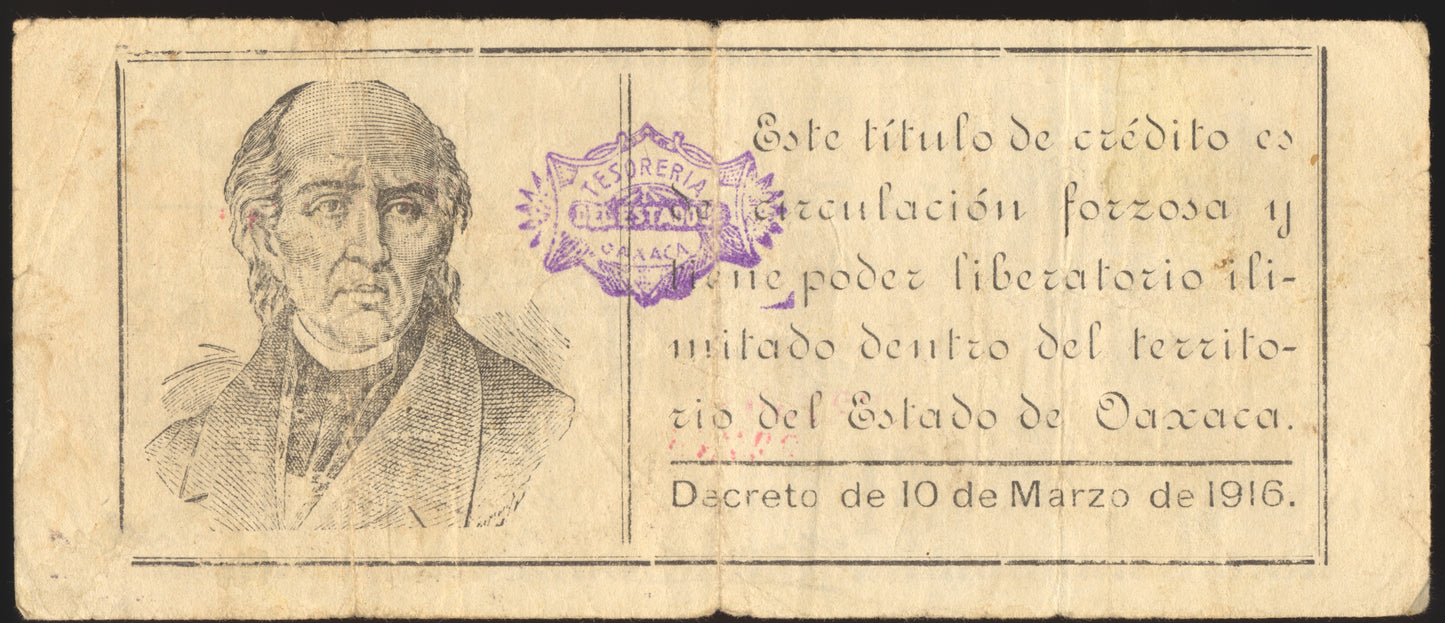 TESORERIA
DEL ESTADO
OAXACA
Este título de crédito es
de circulación forzosa y
tiene poder liberatorio ili-
mitado dentro del territo-
rio del Estado de Oaxaca.
Decreto de 10 de Marzo de 1916.